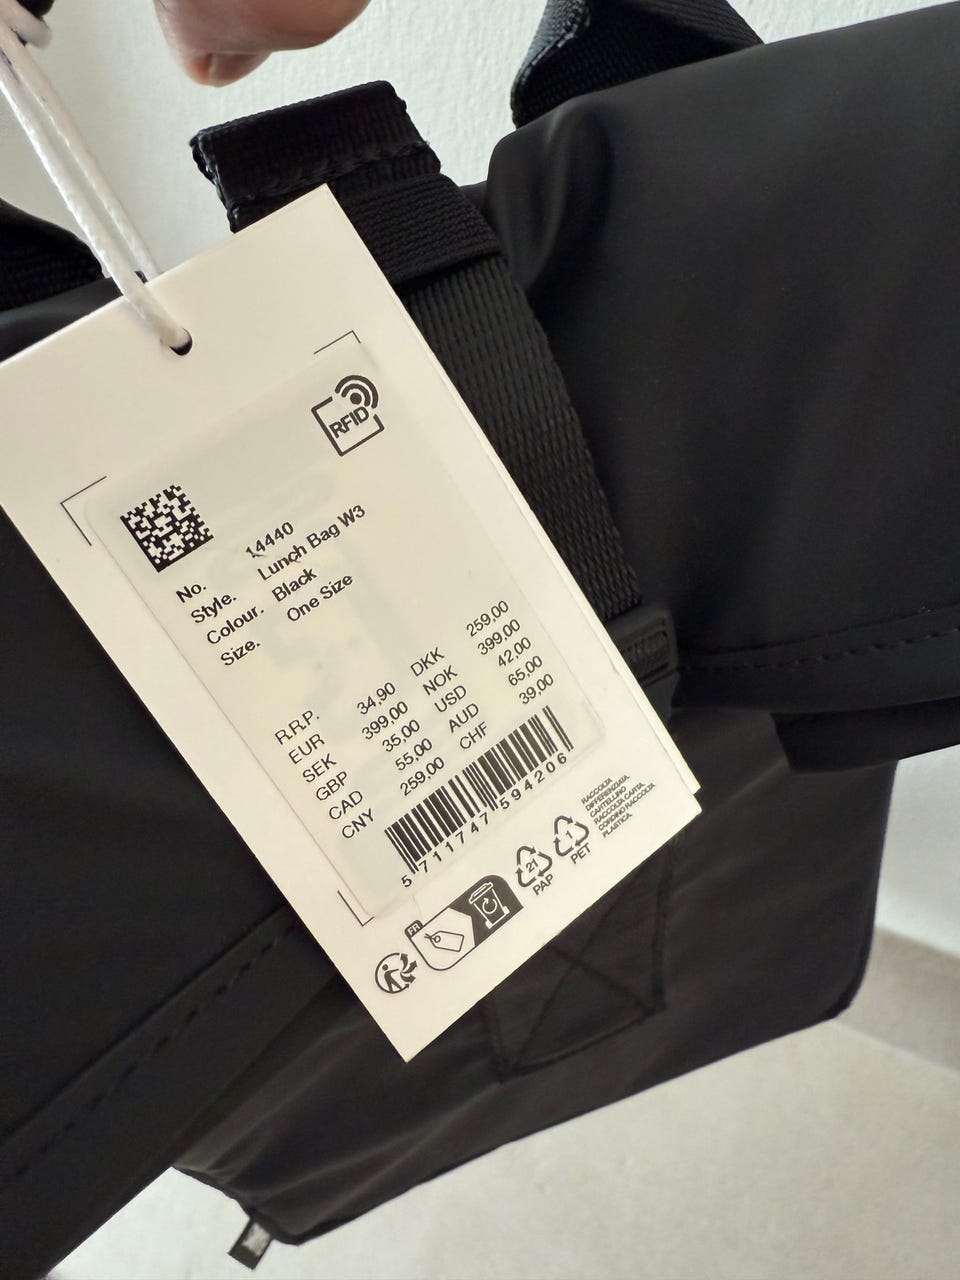 RFID
No. 14440
Style. Lunch Bag W3
Colour. Black
Size. One Size
R.R.P.
EUR 34,90 DKK 259,00
SEK 399,00 NOK 399,00
GBP 35,00 USD 42,00
CAD 55,00 AUD 65,00
CNY 259,00 CHF 39,00
5 711747 594206
FR
21
PAP
1
PET
RACCOLTA
DIFFERENZIATA.
CARTELLINO
RACCOLTA CARTA.
CORDINO RACCOLTA
PLASTICA.